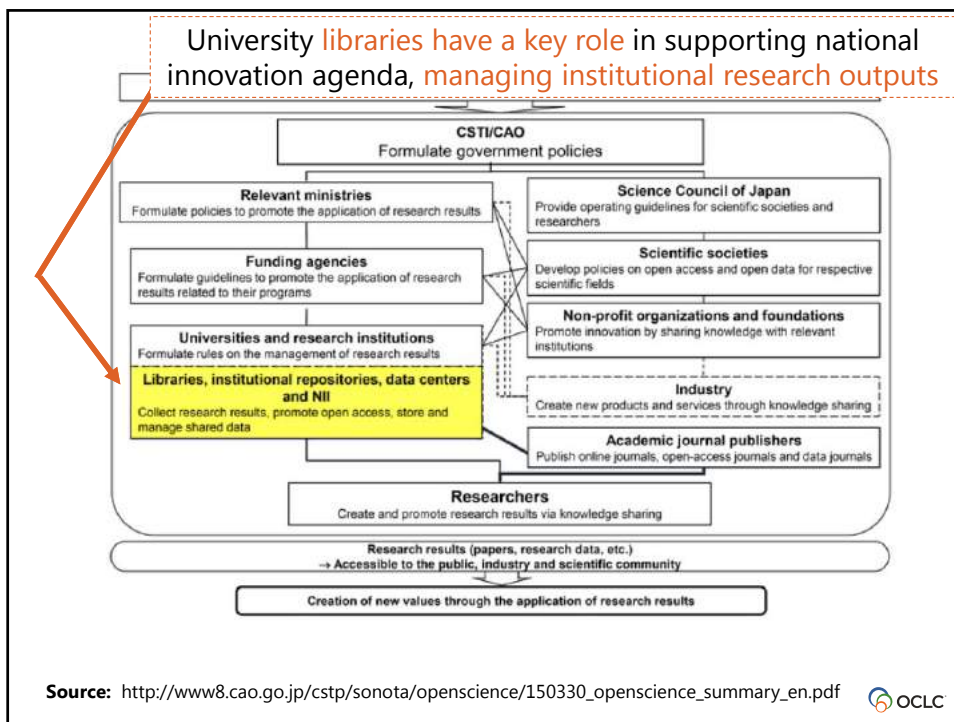 University libraries have a key role in supporting national
innovation agenda, managing institutional research outputs
CSTI/CAO
Formulate government policies
Relevant ministries
Formulate policies to promote the application of research results
Funding agencies
Formulate guidelines to promote the application of research
results related to their programs
Universities and research institutions
Formulate rules on the management of research results
Libraries, institutional repositories, data centers
and NII
Collect research results, promote open access, store and
manage shared data
Science Council of Japan
Provide operating guidelines for scientific societies and
researchers
Scientific societies
Develop policies on open access and open data for respective
scientific fields
Non-profit organizations and foundations
Promote innovation by sharing knowledge with relevant
institutions
Industry
Create new products and services through knowledge sharing
Academic journal publishers
Publish online journals, open-access journals and data journals
Researchers
Create and promote research results via knowledge sharing
Research results (papers, research data, etc.)
→ Accessible to the public, industry and scientific community
Creation of new values through the application of research results
Source: http://www8.cao.go.jp/cstp/sonota/openscience/150330_openscience_summary_en.pdf
OCLC